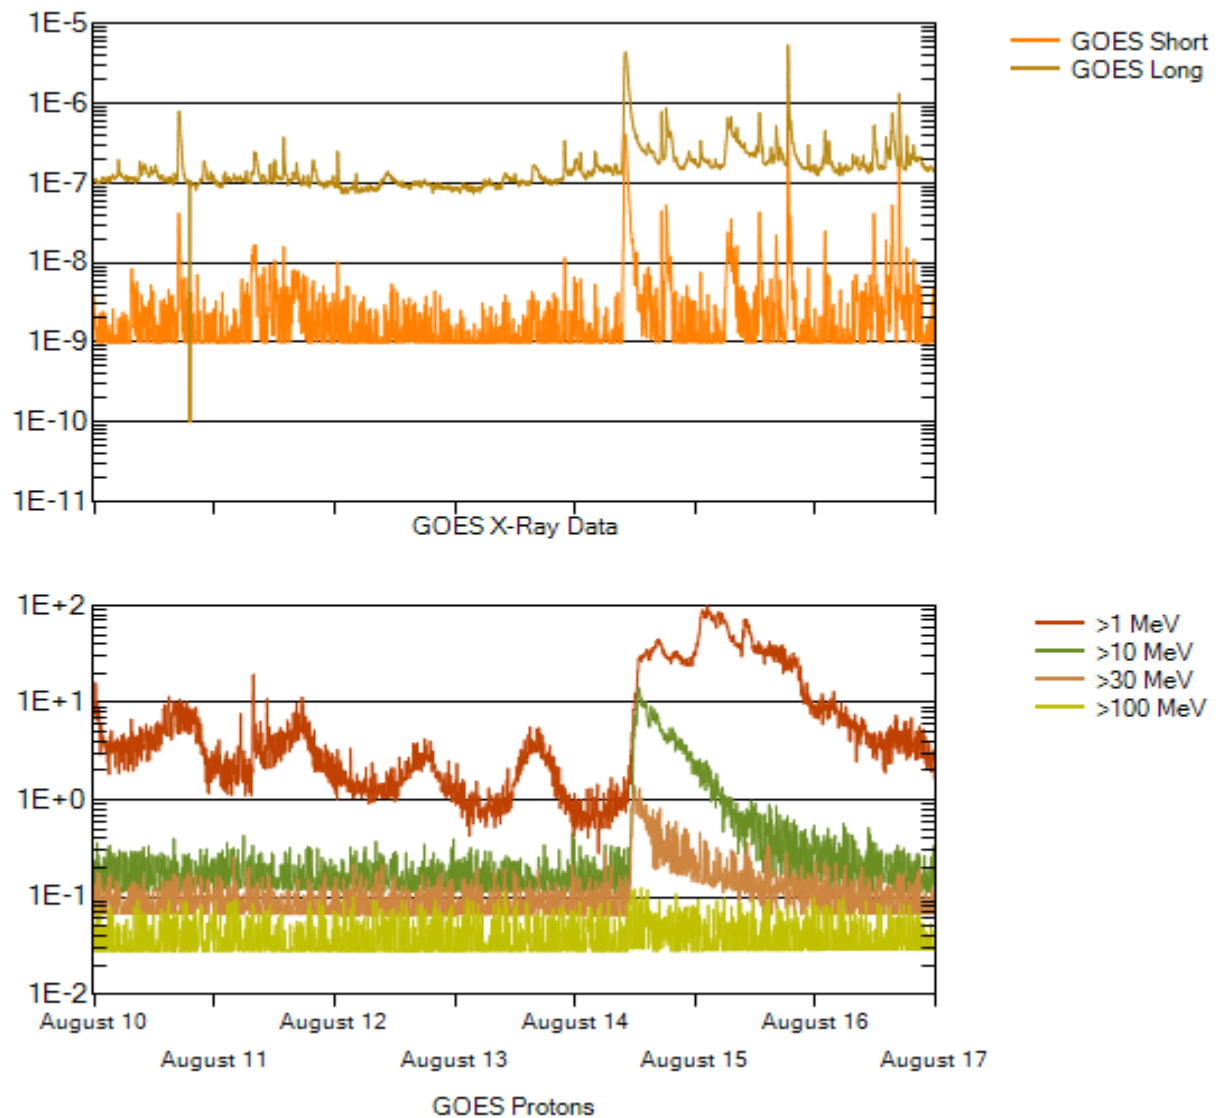 1E-5
1E-6
1E-7
1E-8
1E-9
1E-10
1E-11
GOES Short
GOES Long
GOES X-Ray Data
1E+2
1E+1
1E+0
1E-1
1E-2
>1 MeV
>10 MeV
>30 MeV
>100 MeV
August 10
August 12
August 14
August 16
August 11
August 13
August 15
August 17
GOES Protons